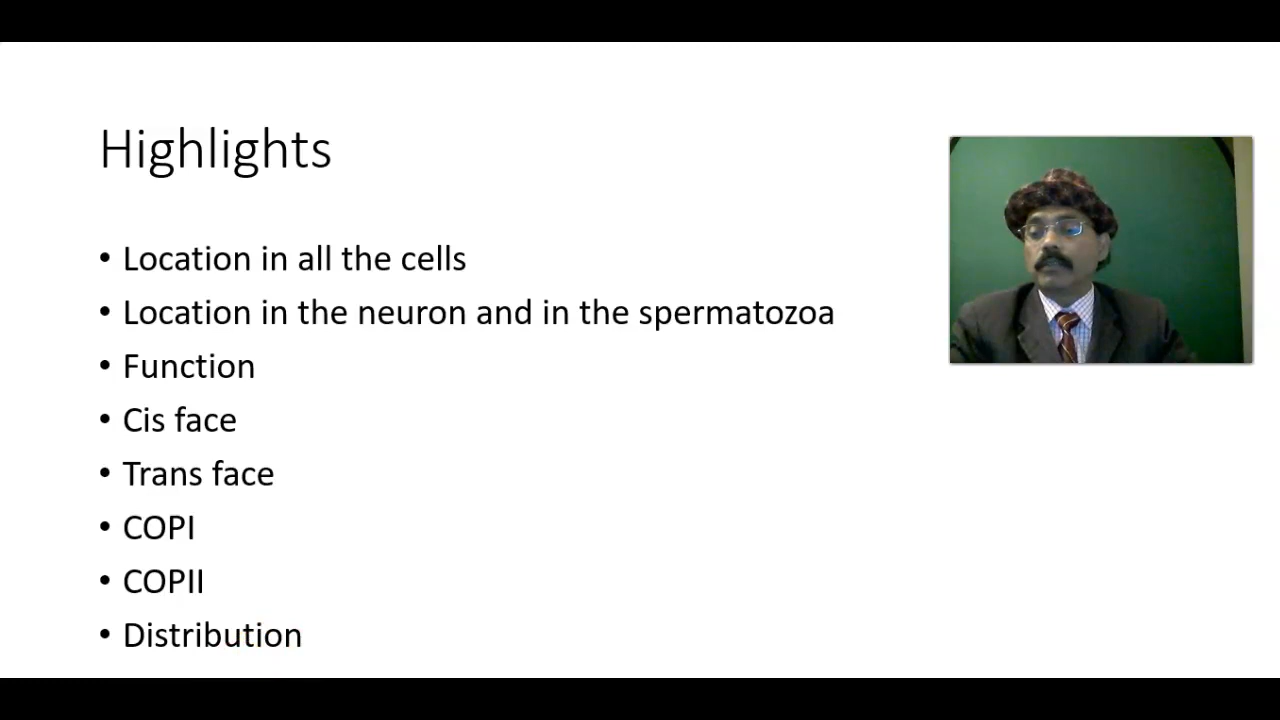 Highlights
• Location in all the cells
• Location in the neuron and in the spermatozoa
• Function
• Cis face
• Trans face
• COPI
• COPII
• Distribution